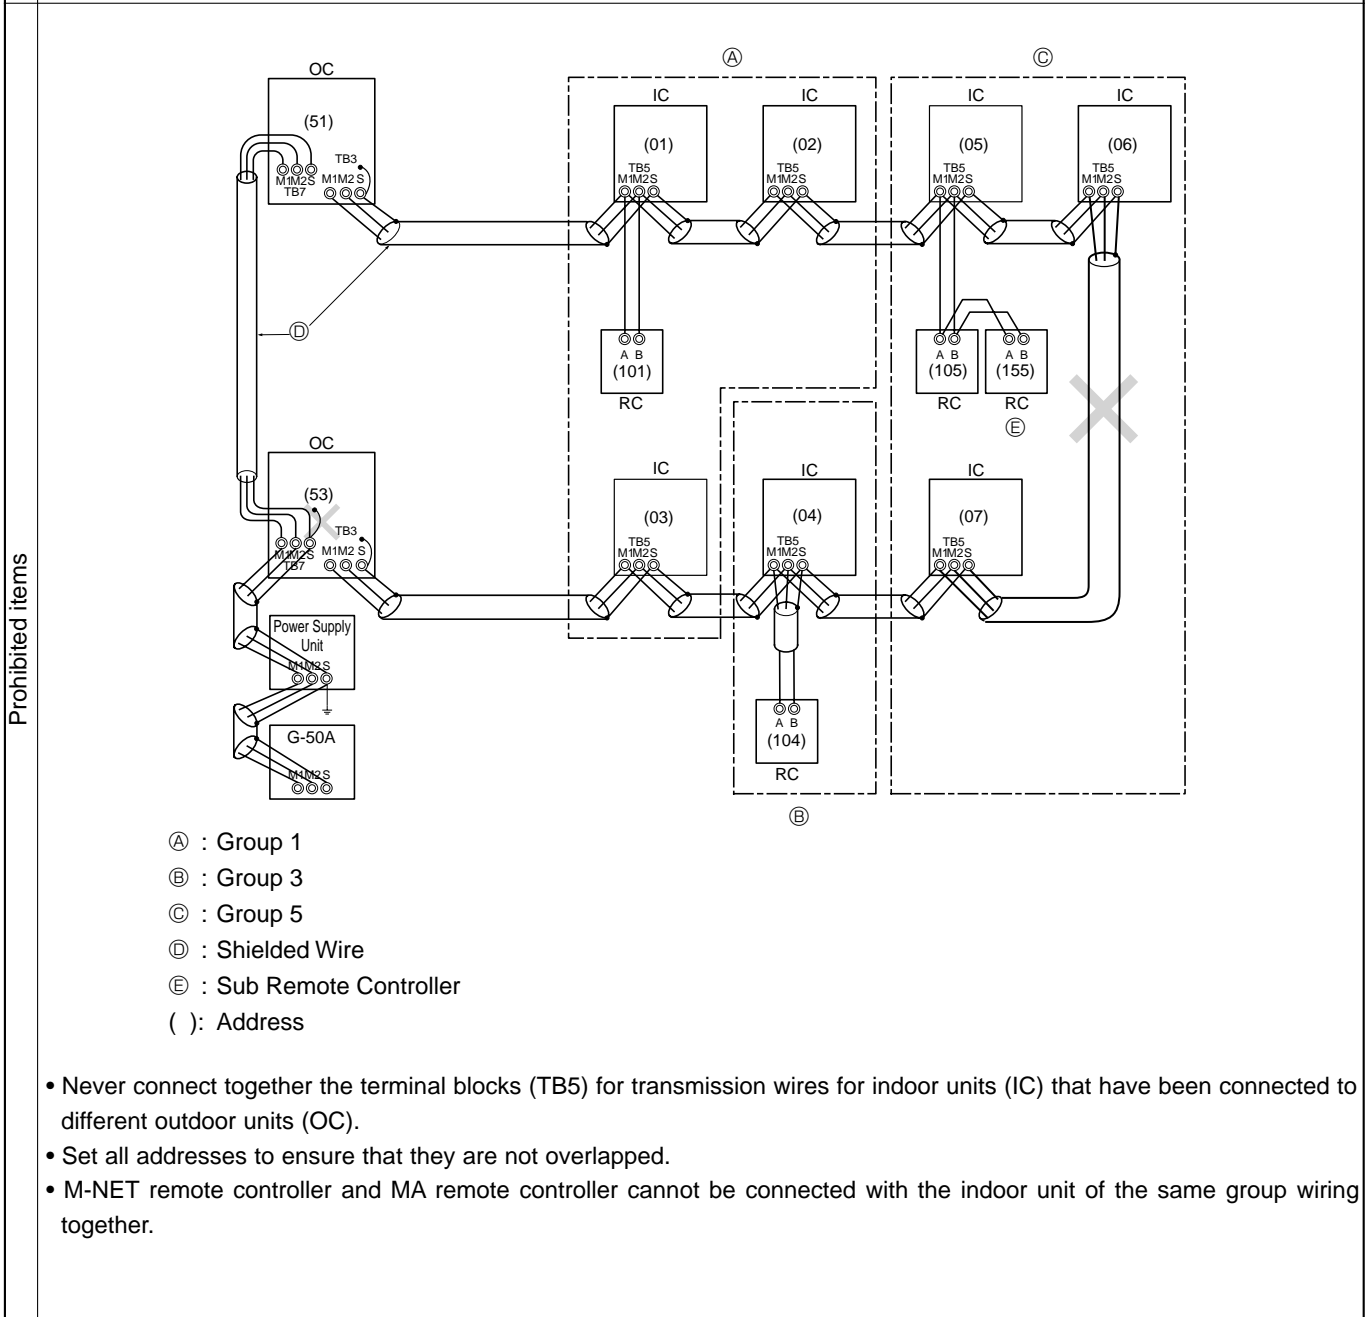 Prohibited items
Ⓐ Ⓒ
OC
(51)
TB3
M1M2S
TB7
M1M2 S
IC
(01)
TB5
M1M2S
IC
(02)
TB5
M1M2S
IC
(05)
TB5
M1M2S
IC
(06)
TB5
M1M2S
Ⓓ
A B
(101)
RC
A B
(105)
RC
A B
(155)
RC
Ⓔ
OC
(53)
TB3
M1M2S
TB7
M1M2 S
IC
(03)
TB5
M1M2S
IC
(04)
TB5
M1M2S
IC
(07)
TB5
M1M2S
Power Supply
Unit
M1M2S
G-50A
M1M2S
A B
(104)
RC
Ⓑ
Ⓐ : Group 1
Ⓑ : Group 3
Ⓒ : Group 5
Ⓓ : Shielded Wire
Ⓔ : Sub Remote Controller
( ): Address
• Never connect together the terminal blocks (TB5) for transmission wires for indoor units (IC) that have been connected to
different outdoor units (OC).
• Set all addresses to ensure that they are not overlapped.
• M-NET remote controller and MA remote controller cannot be connected with the indoor unit of the same group wiring
together.